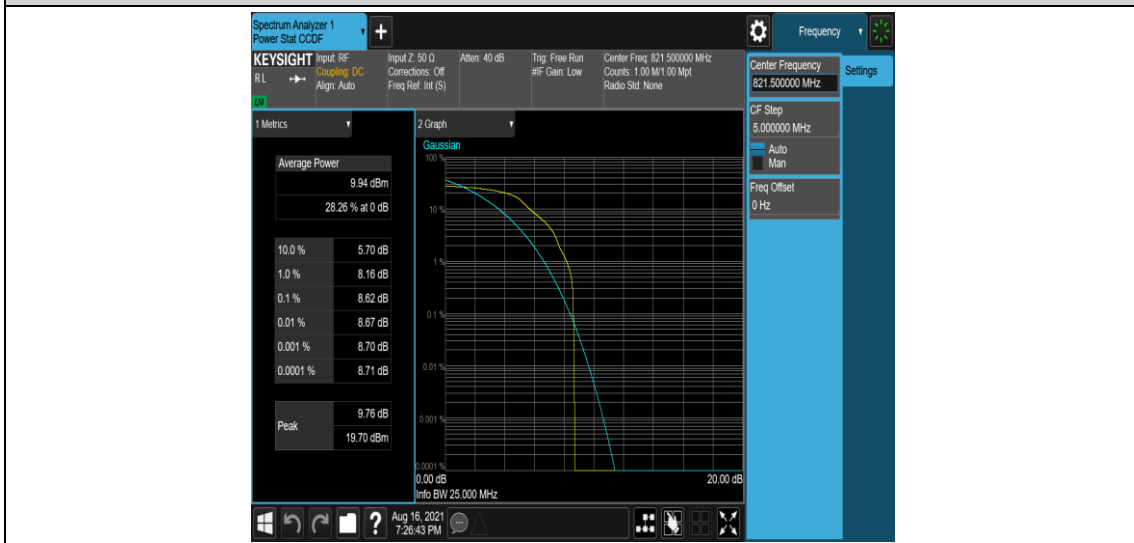 Spectrum Analyzer 1
Power Stat CCDF
+
Frequency
KEYSIGHT
RL
LXI
Input: RF
Coupling: DC
Align: Auto
Input Z: 50 Ω
Corrections: Off
Freq Ref: Int (S)
Atten: 40 dB
Trig: Free Run
#IF Gain: Low
Center Freq: 821.500000 MHz
Counts: 1.00 M/1.00 Mpt
Radio Std: None
Center Frequency
821.500000 MHz
Settings
CF Step
5.000000 MHz
Auto
Man
Freq Offset
0 Hz
1 Metrics
Average Power
9.94 dBm
28.26 % at 0 dB
10.0 % 5.70 dB
1.0 % 8.16 dB
0.1 % 8.62 dB
0.01 % 8.67 dB
0.001 % 8.70 dB
0.0001 % 8.71 dB
Peak
9.76 dB
19.70 dBm
2 Graph
Gaussian
100 %
10 %
1 %
0.1 %
0.01 %
0.001 %
0.0001 %
0.00 dB 20.00 dB
Info BW 25.000 MHz
?
Aug 16, 2021
7:26:43 PM